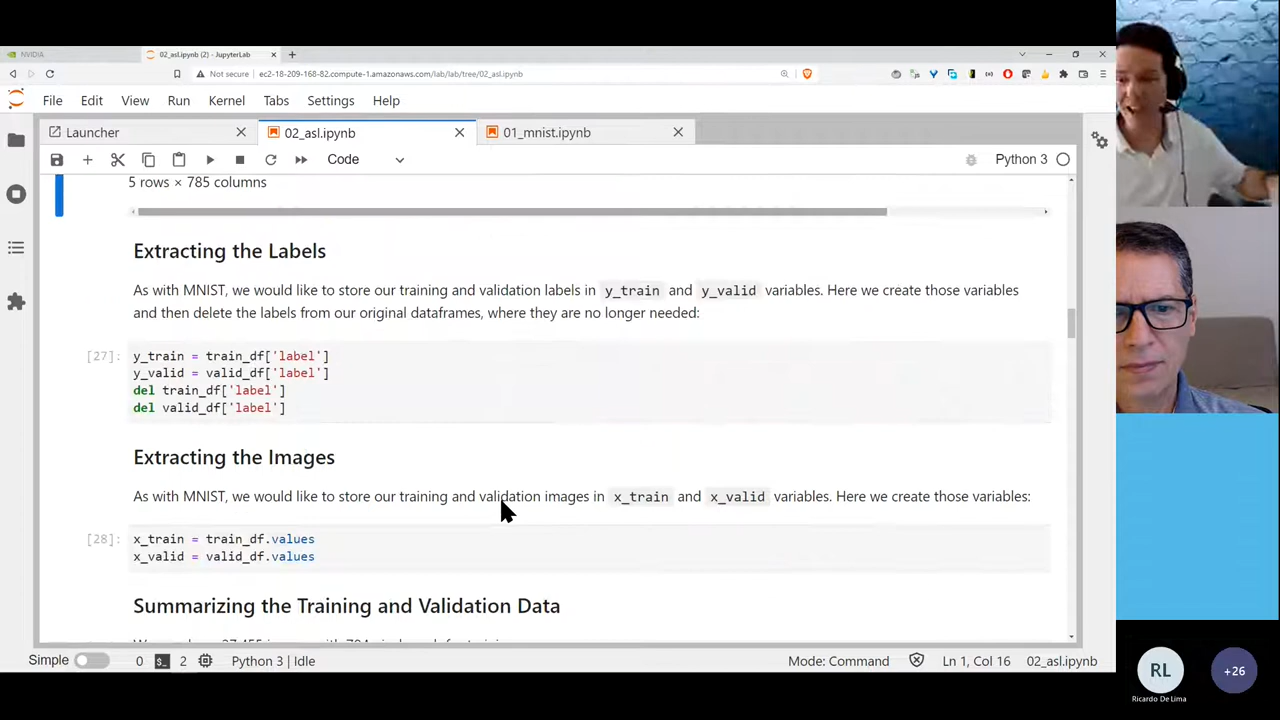 NVIDIA
02_asl.ipynb (2) - JupyterLab
Not secure
ec2-18-209-168-82.compute-1.amazonaws.com/lab/lab/tree/02_asl.ipynb
File Edit View Run Kernel Tabs Settings Help
Launcher
02_asl.ipynb
01_mnist.ipynb
Code
Python 3
5 rows × 785 columns
Extracting the Labels
As with MNIST, we would like to store our training and validation labels in y_train and y_valid variables. Here we create those variables
and then delete the labels from our original dataframes, where they are no longer needed:
[27]:
y_train = train_df['label']
y_valid = valid_df['label']
del train_df['label']
del valid_df['label']
Extracting the Images
As with MNIST, we would like to store our training and validation images in x_train and x_valid variables. Here we create those variables:
[28]:
x_train = train_df.values
x_valid = valid_df.values
Summarizing the Training and Validation Data
Simple 0 $_ 2 Python 3 | Idle
Mode: Command Ln 1, Col 16 02_asl.ipynb
RL
Ricardo De Lima
+26